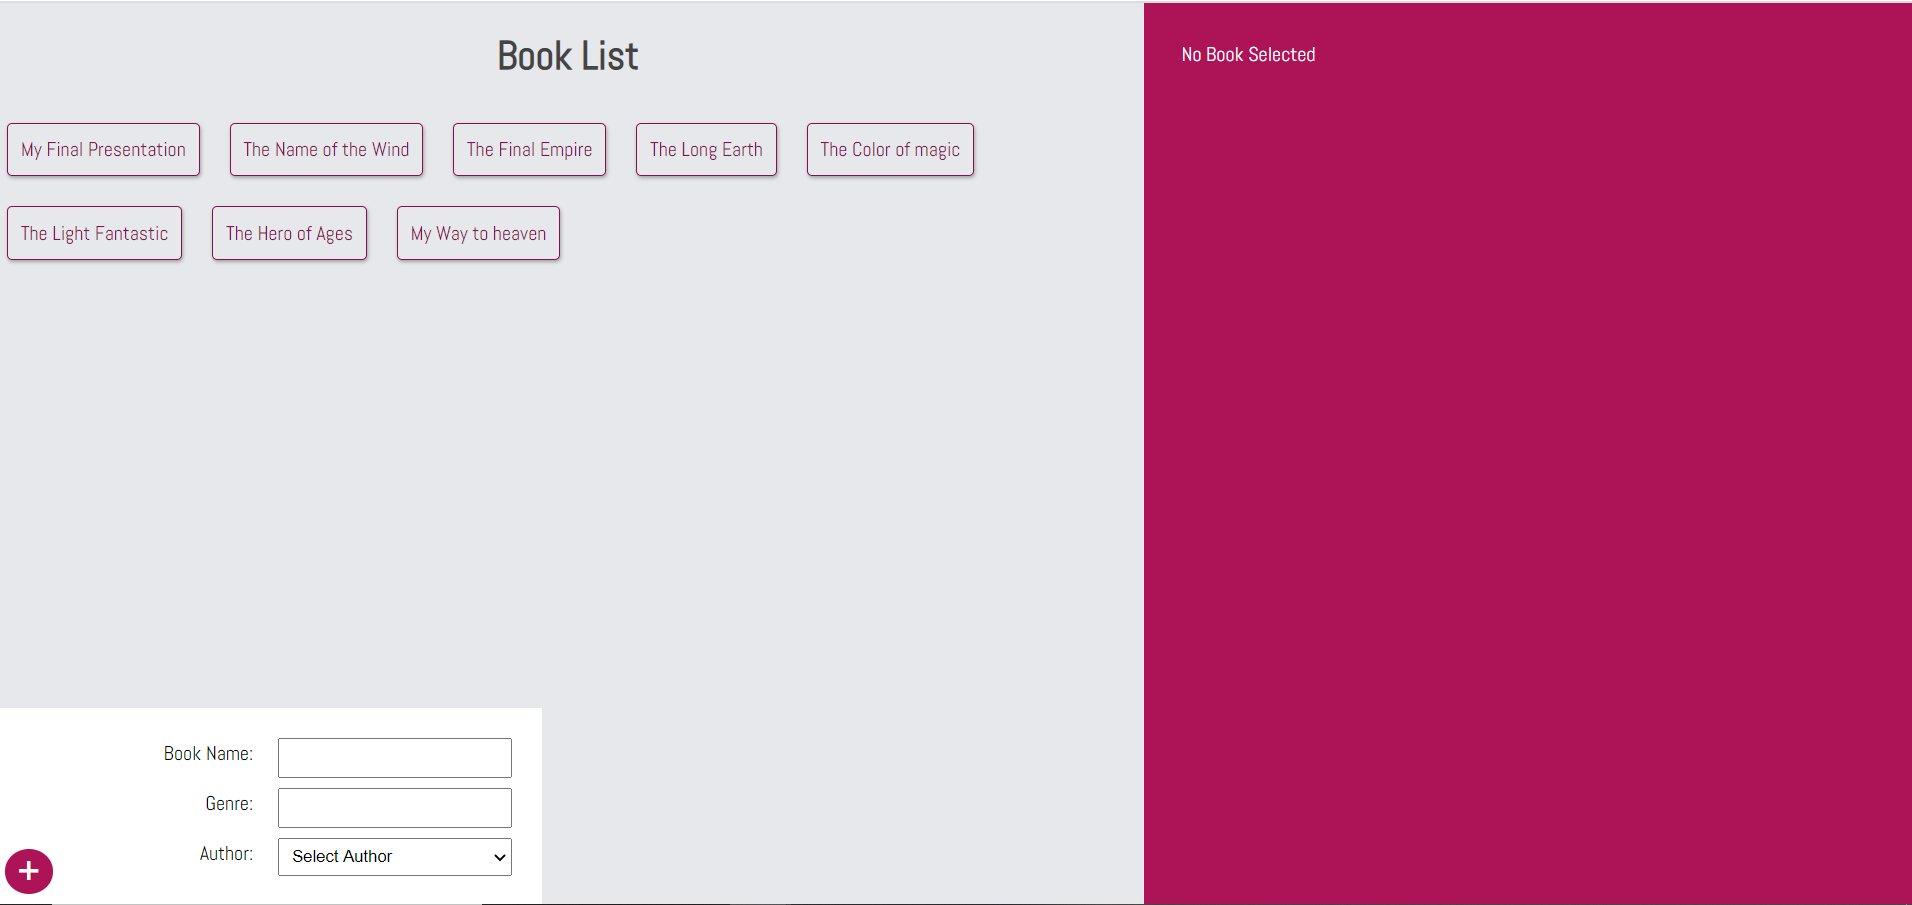 Book List
No Book Selected
My Final Presentation
The Name of the Wind
The Final Empire
The Long Earth
The Color of magic
The Light Fantastic
The Hero of Ages
My Way to heaven
Book Name:
Genre:
Author:
Select Author
+